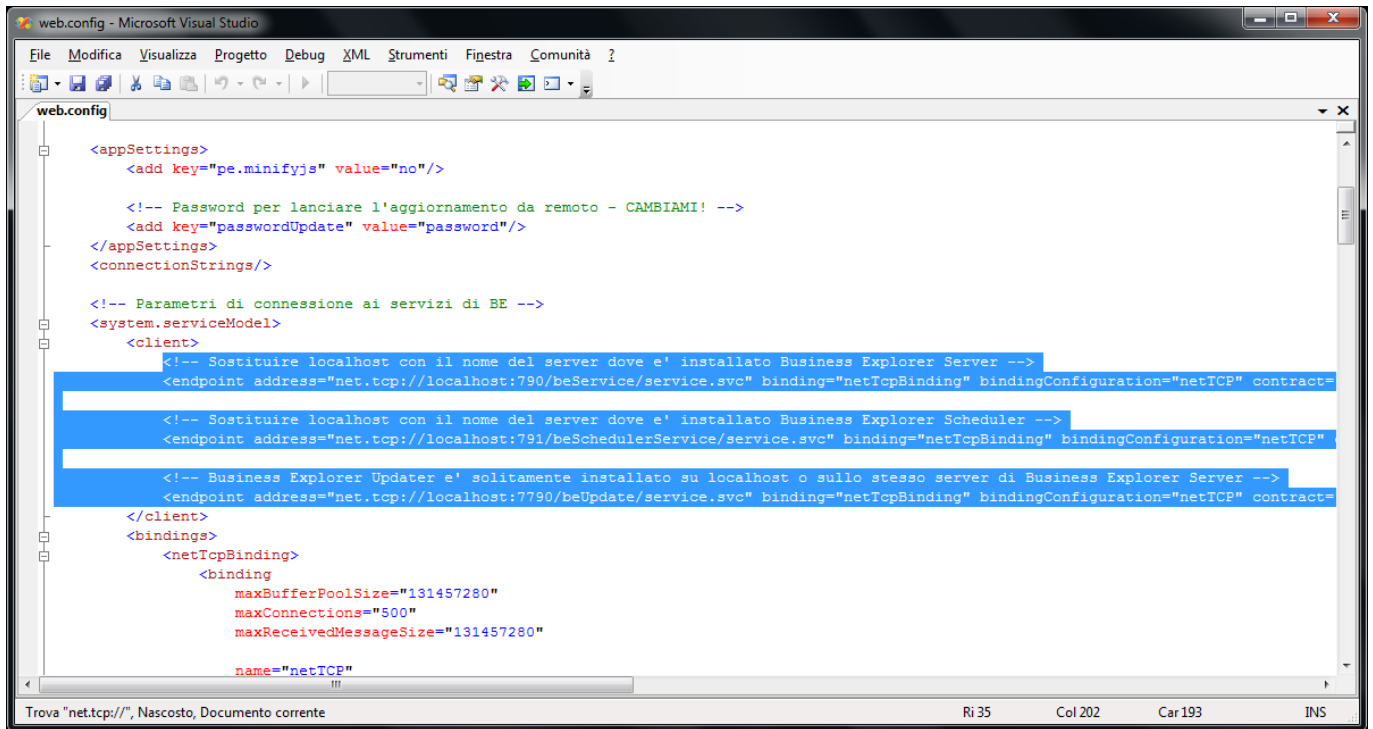 web.config - Microsoft Visual Studio
File Modifica Visualizza Progetto Debug XML Strumenti Finestra Comunità ?
web.config
<appSettings>
<add key="pe.minifyjs" value="no"/>
<!-- Password per lanciare l'aggiornamento da remoto - CAMBIAMI! -->
<add key="passwordUpdate" value="password"/>
</appSettings>
<connectionStrings/>
<!-- Parametri di connessione ai servizi di BE -->
<system.serviceModel>
<client>
<!-- Sostituire localhost con il nome del server dove e' installato Business Explorer Server -->
<endpoint address="net.tcp://localhost:790/beService/service.svc" binding="netTcpBinding" bindingConfiguration="netTCP" contract=
<!-- Sostituire localhost con il nome del server dove e' installato Business Explorer Scheduler -->
<endpoint address="net.tcp://localhost:791/beSchedulerService/service.svc" binding="netTcpBinding" bindingConfiguration="netTCP"
<!-- Business Explorer Updater e' solitamente installato su localhost o sullo stesso server di Business Explorer Server -->
<endpoint address="net.tcp://localhost:7790/beUpdate/service.svc" binding="netTcpBinding" bindingConfiguration="netTCP" contract=
</client>
<bindings>
<netTcpBinding>
<binding
maxBufferPoolSize="131457280"
maxConnections="500"
maxReceivedMessageSize="131457280"
name="netTCP"
Trova "net.tcp://", Nascosto, Documento corrente Ri 35 Col 202 Car 193 INS